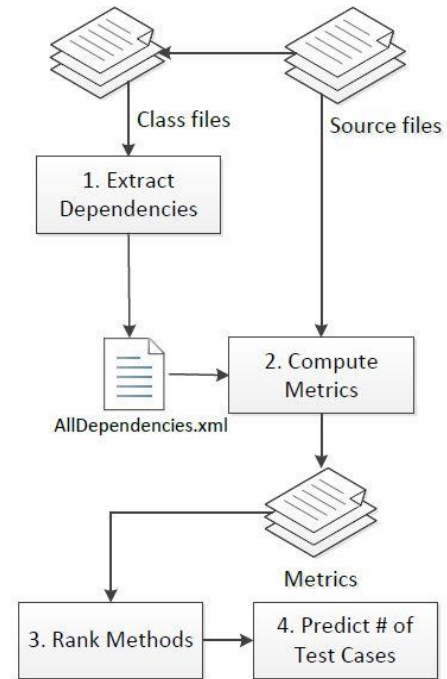 Class files
Source files
1. Extract
Dependencies
2. Compute
Metrics
AllDependencies.xml
Metrics
3. Rank Methods
4. Predict # of
Test Cases